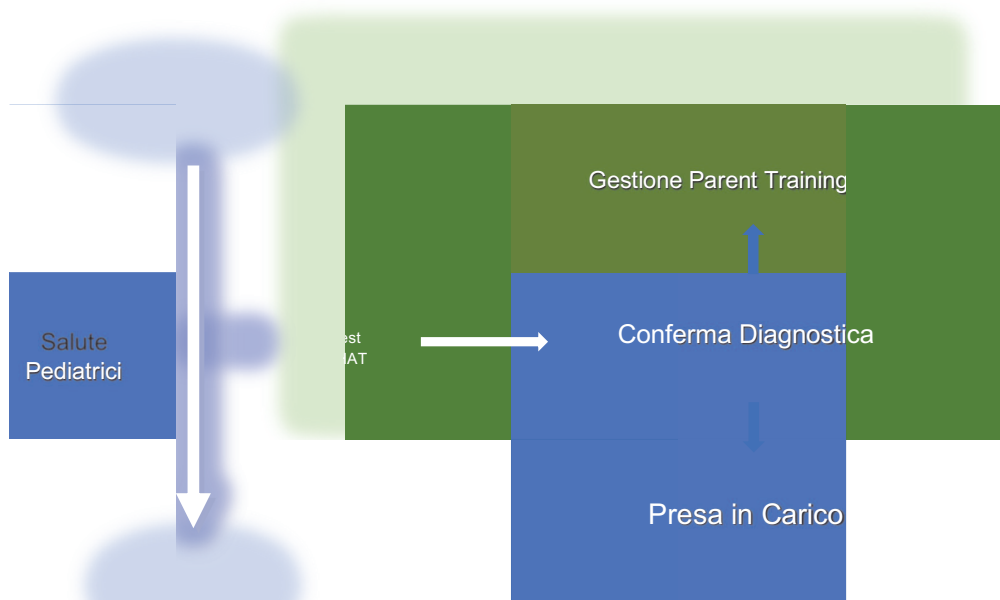 Gestione Parent Training
Salute
Pediatrici
Conferma Diagnostica
Presa in Carico